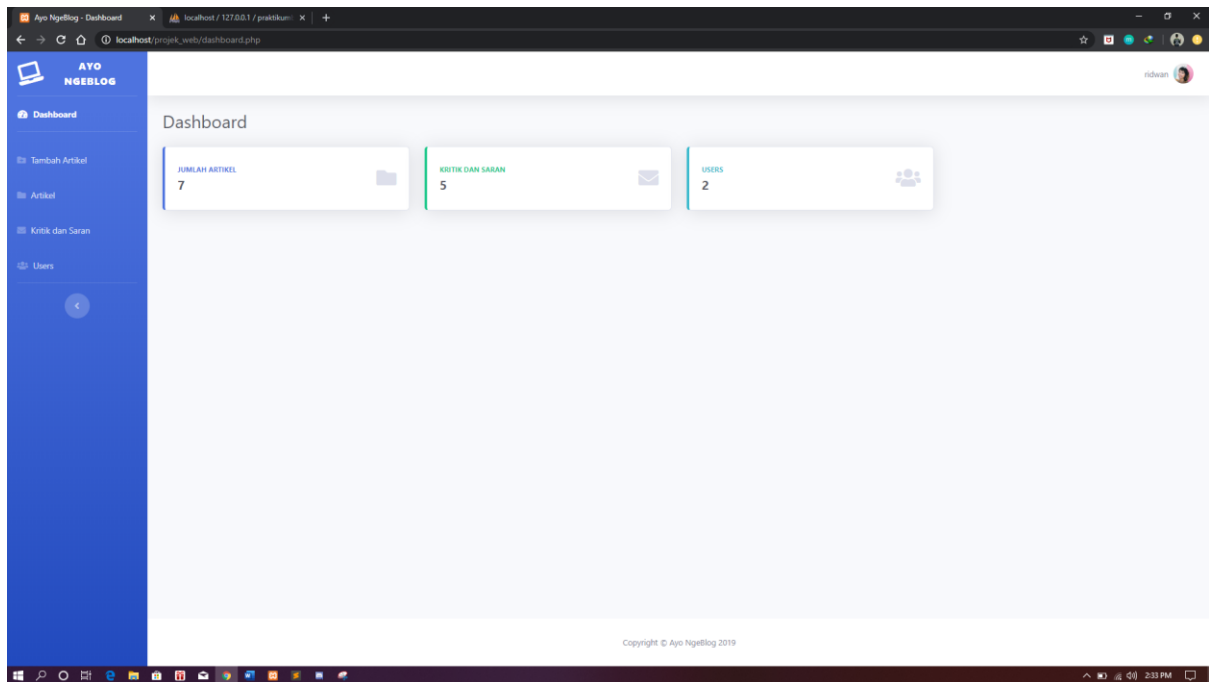 Ayo NgeBlog - Dashboard
localhost / 127.0.0.1 / praktikum
localhost/projek_web/dashboard.php
AYO
NGEBLOG
ridwan
Dashboard
Dashboard
Tambah Artikel
Artikel
Kritik dan Saran
Users
JUMLAH ARTIKEL
7
KRITIK DAN SARAN
5
USERS
2
Copyright © Ayo NgeBlog 2019
2:33 PM